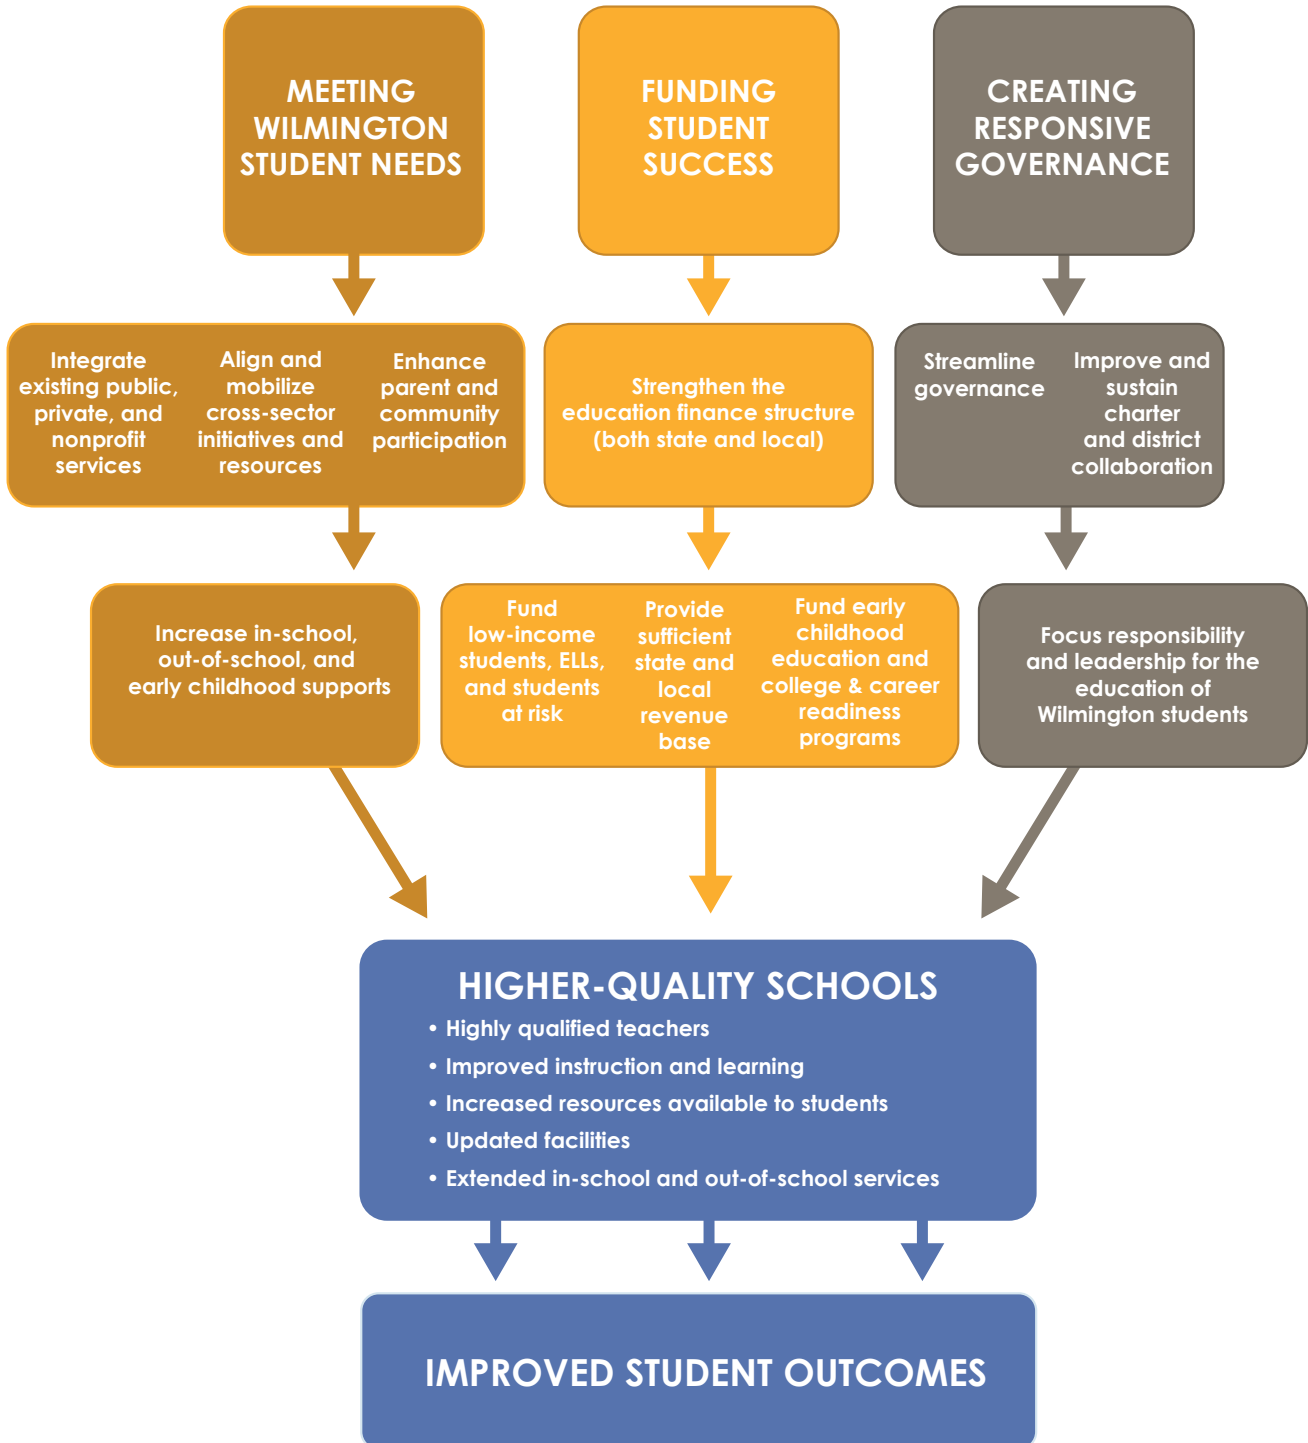 MEETING
WILMINGTON
STUDENT NEEDS
FUNDING
STUDENT
SUCCESS
CREATING
RESPONSIVE
GOVERNANCE
Integrate
existing public,
private, and
nonprofit
services
Align and
mobilize
cross-sector
initiatives and
resources
Enhance
parent and
community
participation
Strengthen the
education finance structure
(both state and local)
Streamline
governance
Improve and
sustain
charter
and district
collaboration
Increase in-school,
out-of-school, and
early childhood supports
Fund
low-income
students, ELLs,
and students
at risk
Provide
sufficient
state and
local
revenue
base
Fund early
childhood
education and
college & career
readiness
programs
Focus responsibility
and leadership for the
education of
Wilmington students
HIGHER-QUALITY SCHOOLS
• Highly qualified teachers
• Improved instruction and learning
• Increased resources available to students
• Updated facilities
• Extended in-school and out-of-school services
IMPROVED STUDENT OUTCOMES